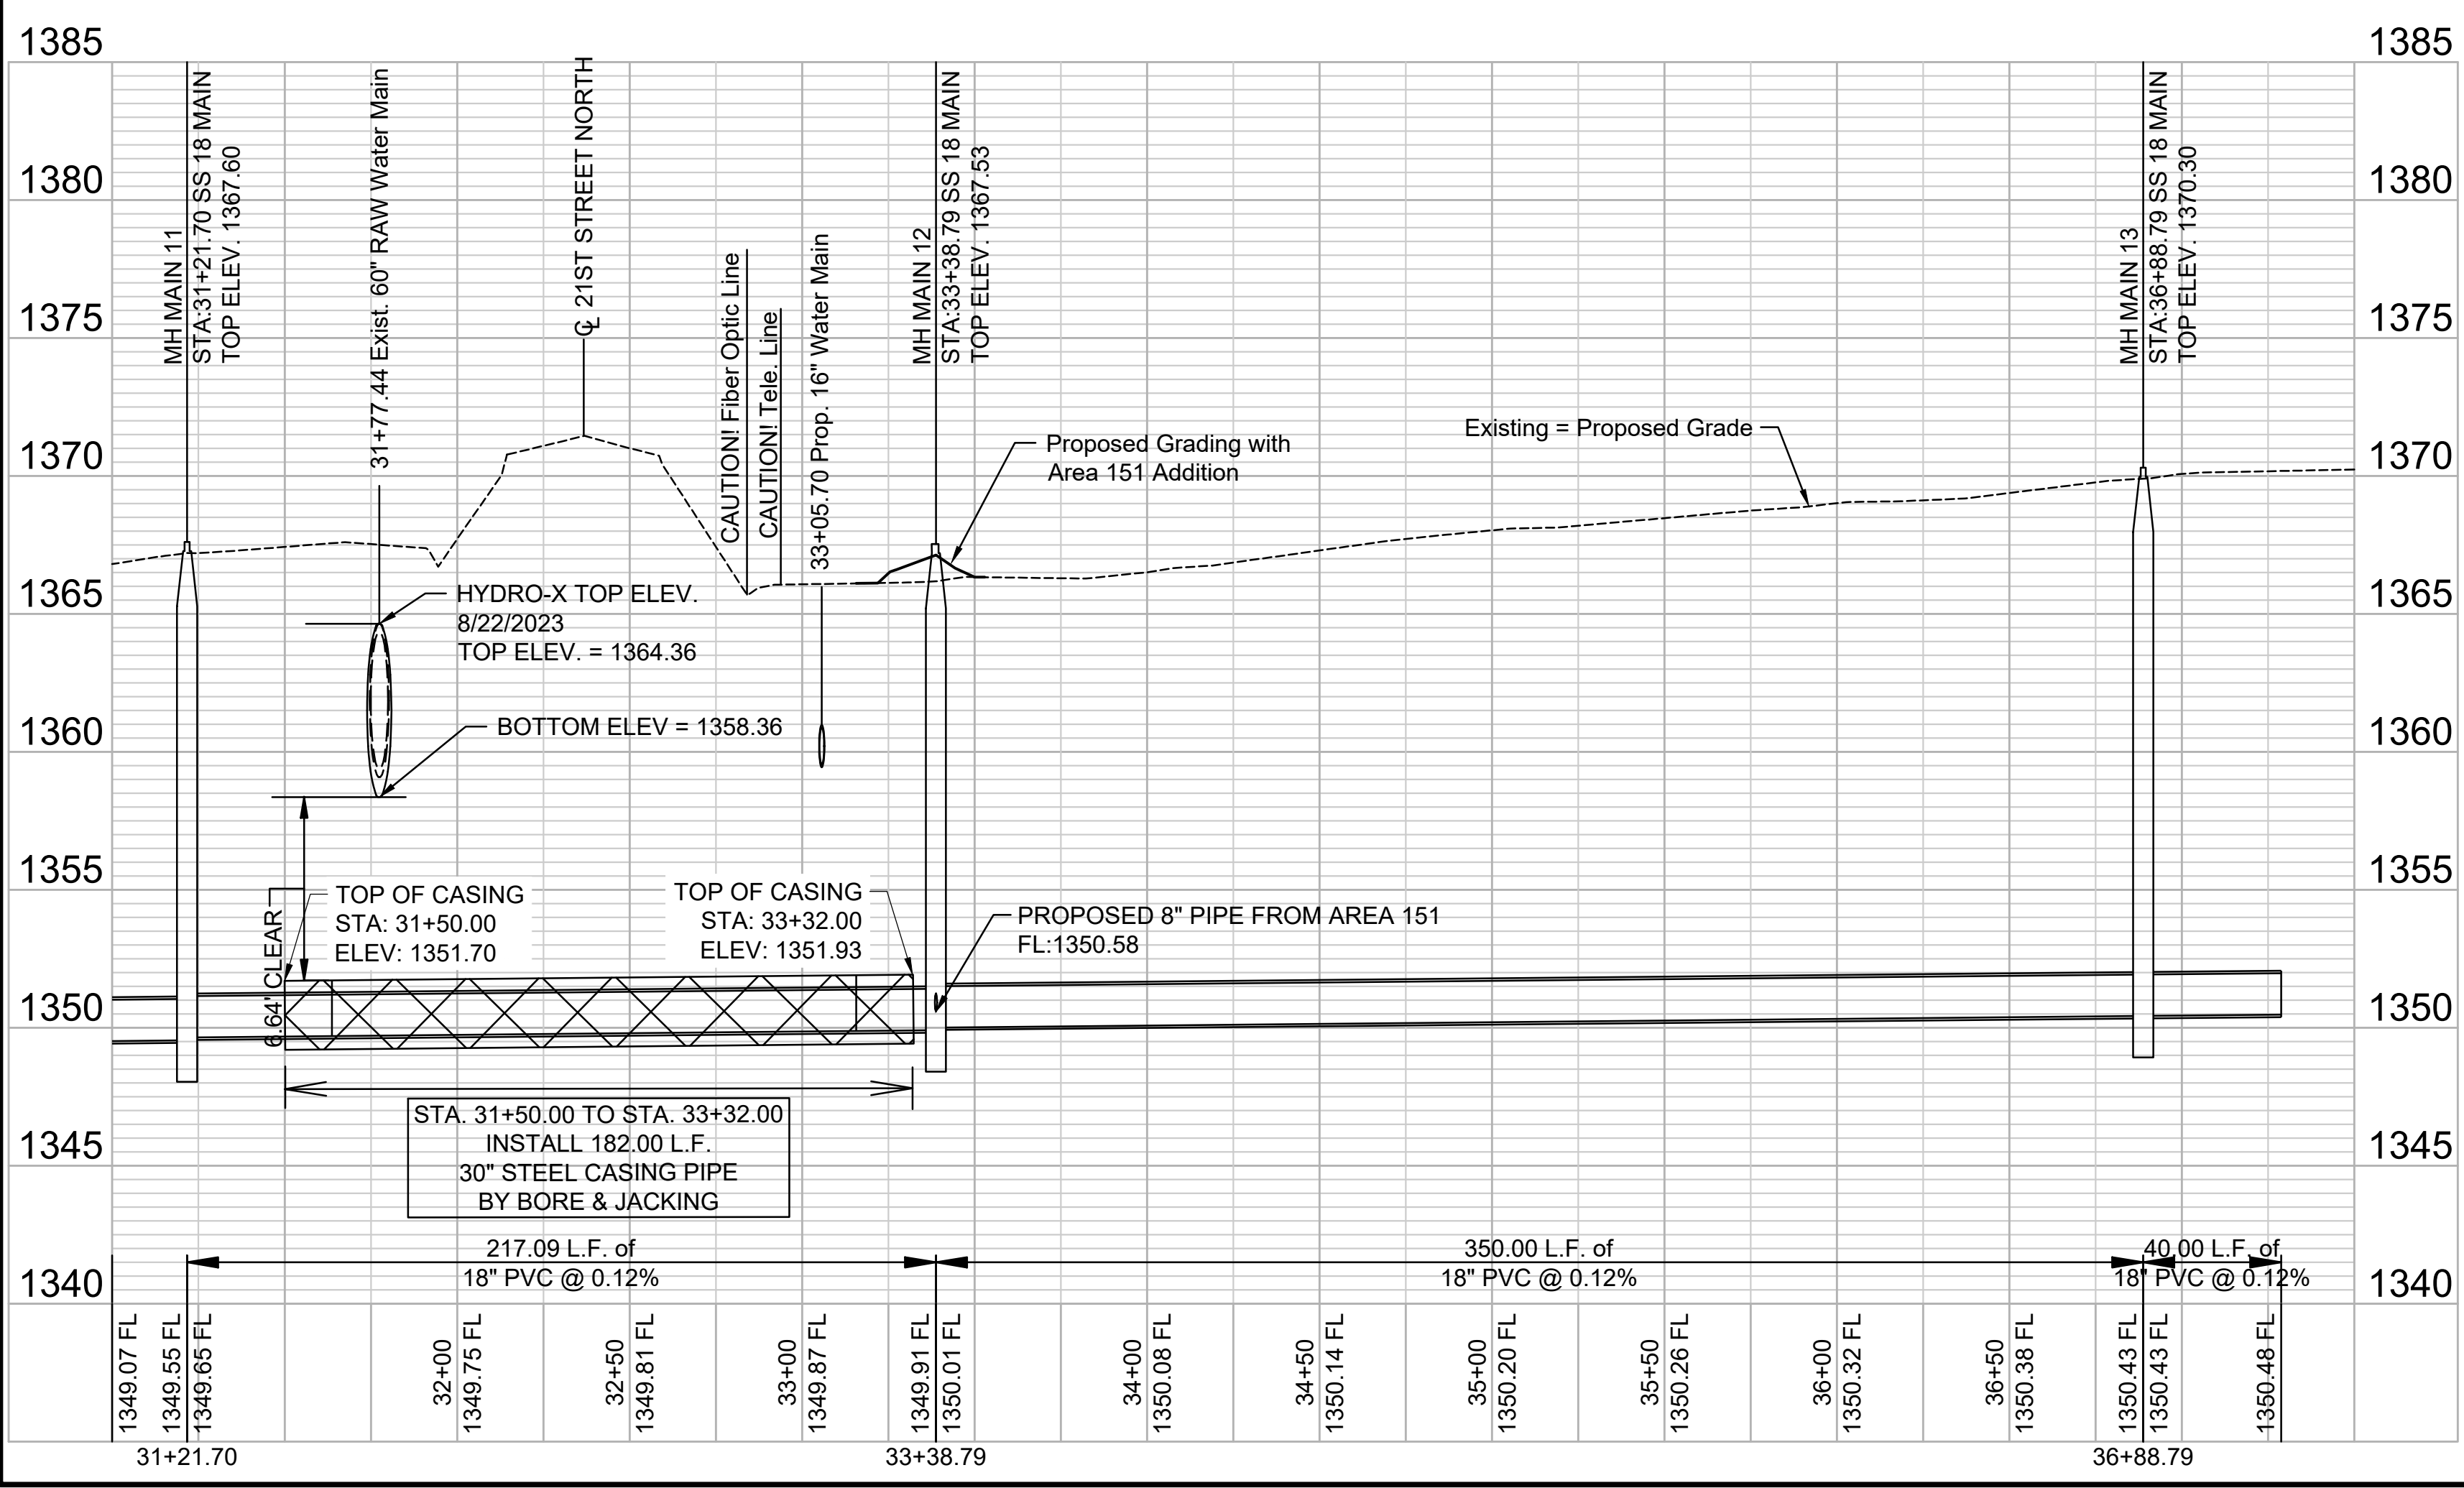 1385
1380
1375
1370
1365
1360
1355
1350
1345
1340
1385
1380
1375
1370
1365
1360
1355
1350
1345
1340
MH MAIN 11
STA:31+21.70 SS 18 MAIN
TOP ELEV. 1367.60
31+77.44 Exist. 60" RAW Water Main
℄ 21ST STREET NORTH
CAUTION! Fiber Optic Line
CAUTION! Tele. Line
33+05.70 Prop. 16" Water Main
MH MAIN 12
STA:33+38.79 SS 18 MAIN
TOP ELEV. 1367.53
MH MAIN 13
STA:36+88.79 SS 18 MAIN
TOP ELEV. 1370.30
Proposed Grading with
Area 151 Addition
Existing = Proposed Grade
HYDRO-X TOP ELEV.
8/22/2023
TOP ELEV. = 1364.36
BOTTOM ELEV = 1358.36
6.64' CLEAR
TOP OF CASING
STA: 31+50.00
ELEV: 1351.70
TOP OF CASING
STA: 33+32.00
ELEV: 1351.93
PROPOSED 8" PIPE FROM AREA 151
FL:1350.58
STA. 31+50.00 TO STA. 33+32.00
INSTALL 182.00 L.F.
30" STEEL CASING PIPE
BY BORE & JACKING
217.09 L.F. of
18" PVC @ 0.12%
350.00 L.F. of
18" PVC @ 0.12%
40.00 L.F. of
18" PVC @ 0.12%
1349.07 FL
1349.55 FL
1349.65 FL
32+00
1349.75 FL
32+50
1349.81 FL
33+00
1349.87 FL
1349.91 FL
1350.01 FL
34+00
1350.08 FL
34+50
1350.14 FL
35+00
1350.20 FL
35+50
1350.26 FL
36+00
1350.32 FL
36+50
1350.38 FL
1350.43 FL
1350.43 FL
1350.48 FL
31+21.70
33+38.79
36+88.79